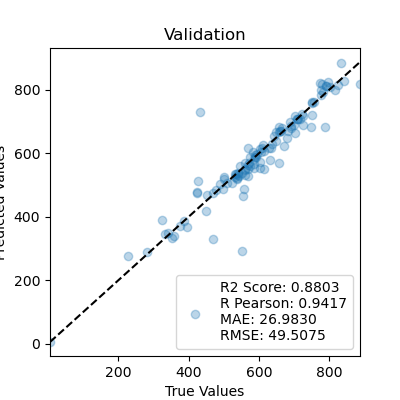 Validation
Predicted Values
800
600
400
200
0
R2 Score: 0.8803
R Pearson: 0.9417
MAE: 26.9830
RMSE: 49.5075
200
400
600
800
True Values